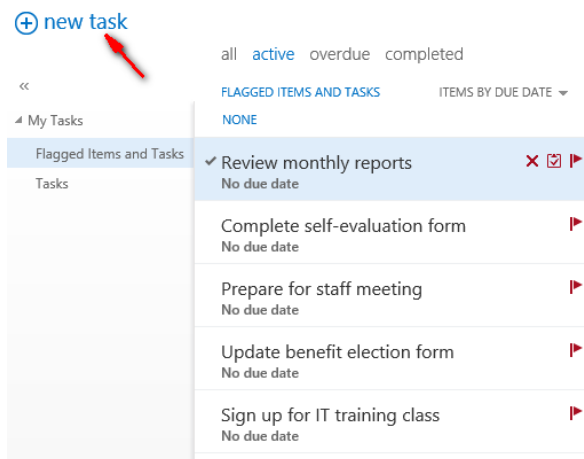 new task
all active overdue completed
«
FLAGGED ITEMS AND TASKS ITEMS BY DUE DATE
My Tasks
NONE
Flagged Items and Tasks
Tasks
Review monthly reports
No due date
Complete self-evaluation form
No due date
Prepare for staff meeting
No due date
Update benefit election form
No due date
Sign up for IT training class
No due date